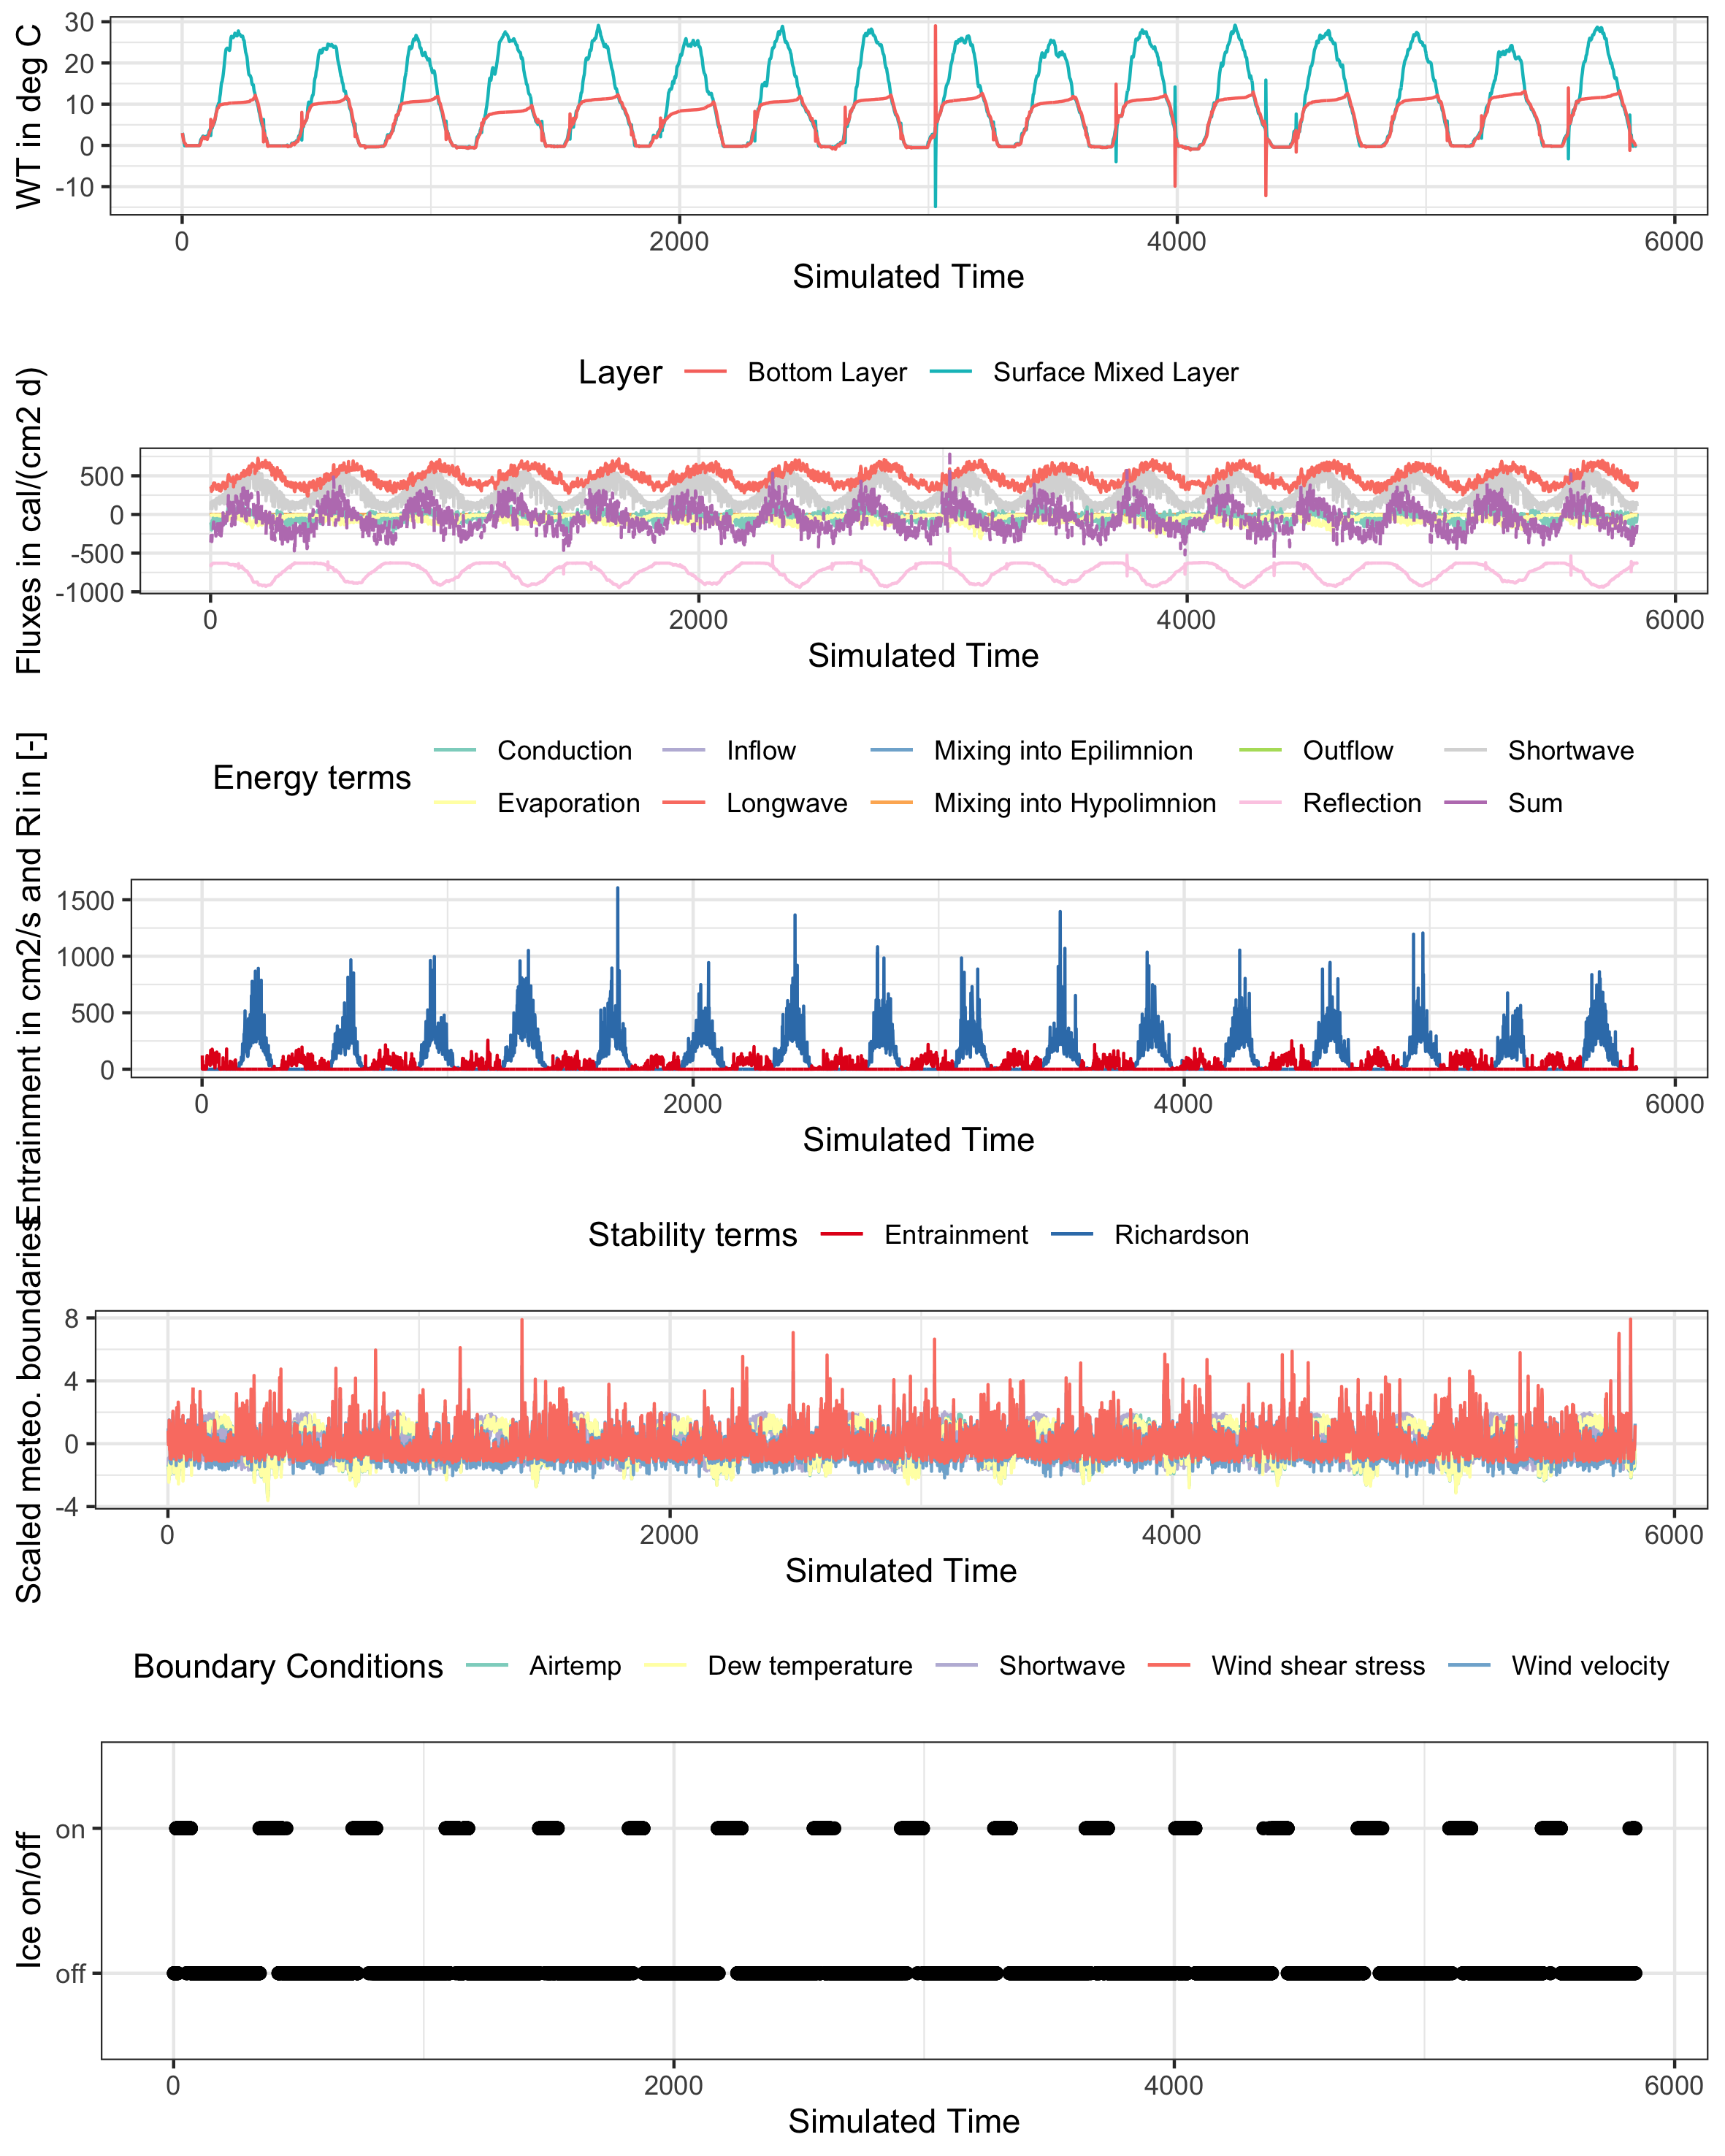 WT in deg C
30
20
10
0
-10
0 2000 4000 6000
Simulated Time
Layer Bottom Layer Surface Mixed Layer
Fluxes in cal/(cm2 d)
500
0
-500
-1000
0 2000 4000 6000
Simulated Time
Energy terms
Conduction Inflow Mixing into Epilimnion Outflow Shortwave
Evaporation Longwave Mixing into Hypolimnion Reflection Sum
Entrainment in cm2/s and Ri in [-]
1500
1000
500
0
0 2000 4000 6000
Simulated Time
Stability terms Entrainment Richardson
Scaled meteo. boundaries
8
4
0
-4
0 2000 4000 6000
Simulated Time
Boundary Conditions Airtemp Dew temperature Shortwave Wind shear stress Wind velocity
Ice on/off
on
off
0 2000 4000 6000
Simulated Time